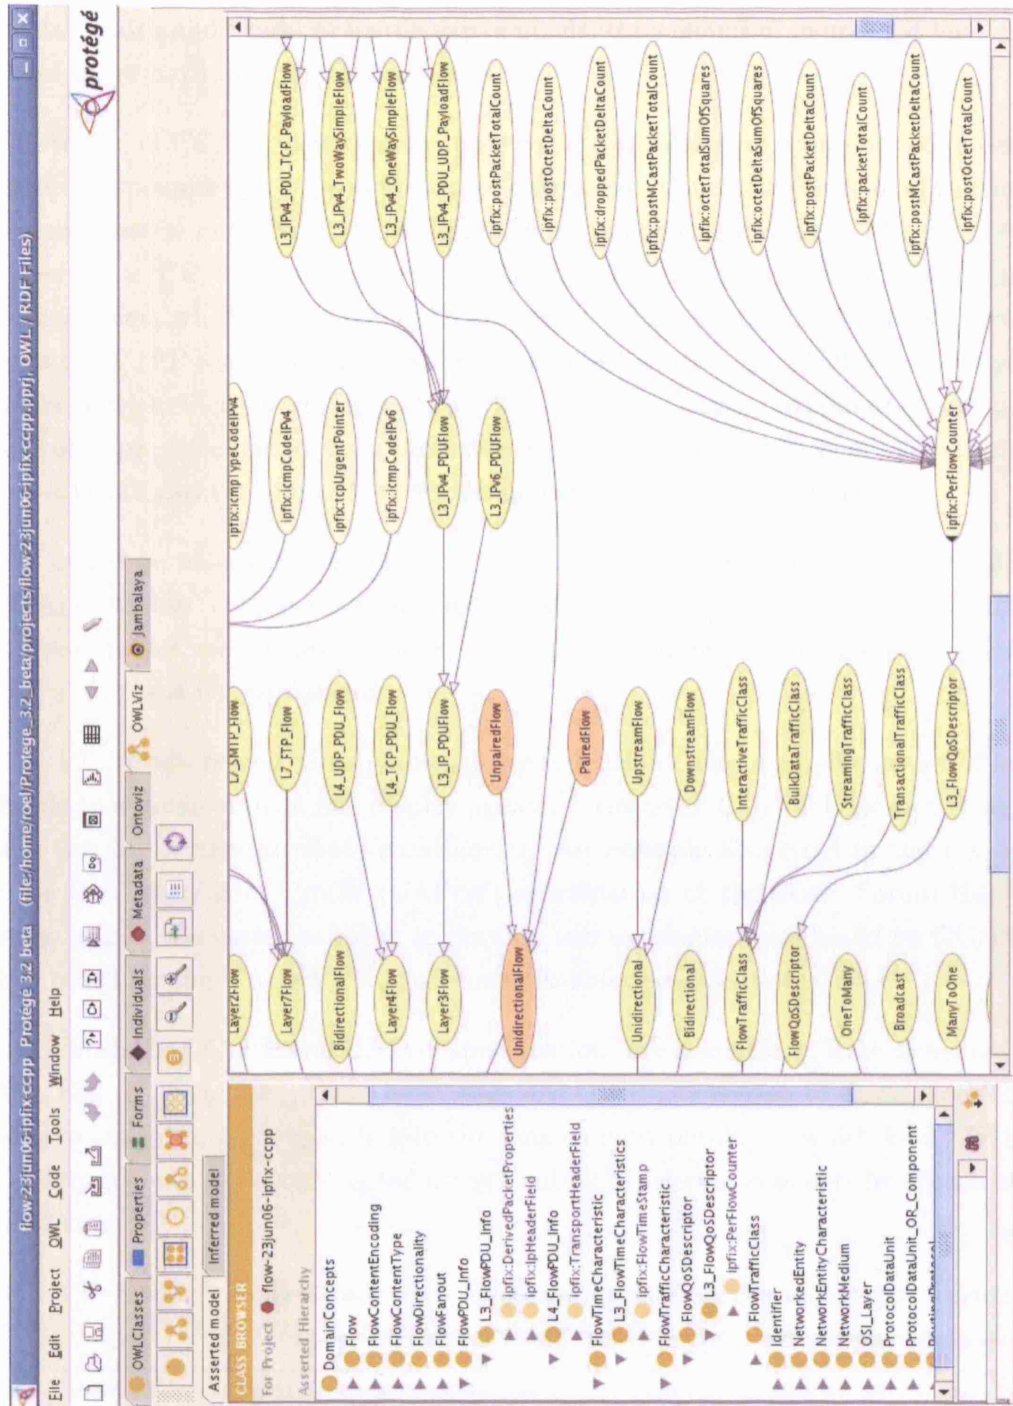 flow-23jun06-ipfix-ccpp Protege 3.2 beta (file:/home/roel/Protege_3.2_beta/projects/flow-23jun06-ipfix-ccpp.pprj, OWL / RDF Files)
File Edit Project OWL Code Tools Window Help
protégé
OWLClasses Properties Forms Individuals Metadata Ontoviz OWLViz Jambalaya
Asserted model Inferred model
CLASS BROWSER
For Project flow-23jun06-ipfix-ccpp
Asserted Hierarchy
DomainConcepts
Flow
FlowContentEncoding
FlowContentType
FlowDirectionality
FlowFanout
FlowPDU_Info
L3_FlowPDU_Info
ipfix:DerivedPacketProperties
ipfix:IpHeaderField
L4_FlowPDU_Info
ipfix:TransportHeaderField
FlowTimeCharacteristic
L3_FlowTimeCharacteristics
ipfix:FlowTimeStamp
FlowTrafficCharacteristic
FlowQoSDescriptor
L3_FlowQoSDescriptor
ipfix:PerFlowCounter
FlowTrafficClass
Identifier
NetworkedEntity
NetworkEntityCharacteristic
NetworkMedium
OSI_Layer
ProtocolDataUnit
ProtocolDataUnit_OR_Component
Layer2Flow
Layer7Flow
BidirectionalFlow
Layer4Flow
Layer3Flow
UnidirectionalFlow
Unidirectional
Bidirectional
FlowTrafficClass
FlowQoSDescriptor
OneToMany
Broadcast
ManyToOne
L7_SMTP_Flow
L7_FTP_Flow
L4_UDP_PDU_Flow
L4_TCP_PDU_Flow
L3_IP_PDUFlow
UnpairedFlow
PairedFlow
UpstreamFlow
DownstreamFlow
InteractiveTrafficClass
BulkDataTrafficClass
StreamingTrafficClass
TransactionalTrafficClass
L3_FlowQoSDescriptor
ipfix:icmpTypeCodeIPv4
ipfix:icmpCodeIPv4
ipfix:tcpUrgentPointer
ipfix:icmpCodeIPv6
L3_IPv4_PDUFlow
L3_IPv6_PDUFlow
ipfix:PerFlowCounter
L3_IPv4_PDU_TCP_PayloadFlow
L3_IPv4_TwoWaySimpleFlow
L3_IPv4_OneWaySimpleFlow
L3_IPv4_PDU_UDP_PayloadFlow
ipfix:postPacketTotalCount
ipfix:postOctetDeltaCount
ipfix:droppedPacketDeltaCount
ipfix:postMCastPacketTotalCount
ipfix:octetTotalSumOfSquares
ipfix:octetDeltaSumOfSquares
ipfix:postPacketDeltaCount
ipfix:packetTotalCount
ipfix:postMCastPacketDeltaCount
ipfix:postOctetTotalCount